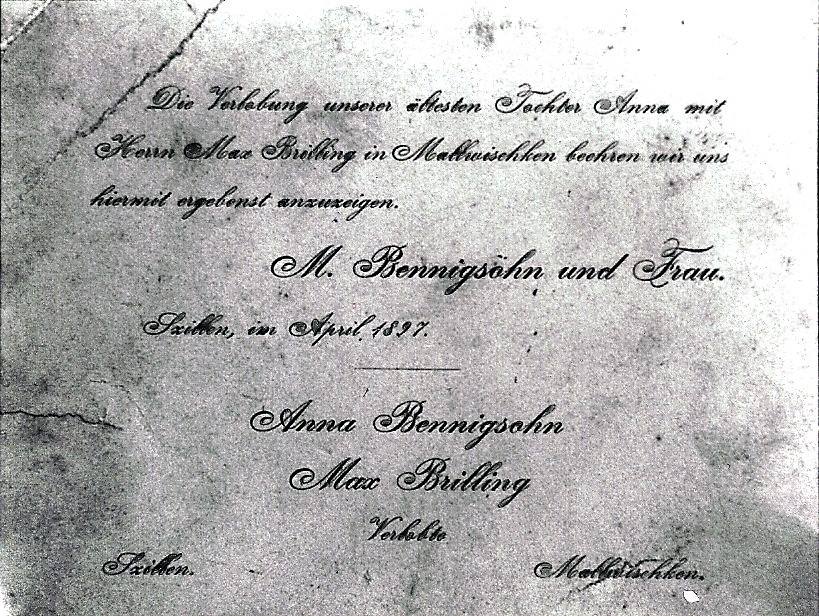 Die Verlobung unserer ältesten Tochter Anna mit
Herrn Max Brilling in Mallwischken beehren wir uns
hiermit ergebenst anzuzeigen.
M. Bennigsohn und Frau.
Szillen, im April 1897.
Anna Bennigsohn
Max Brilling
Verlobte
Szillen.
Mallwischken.